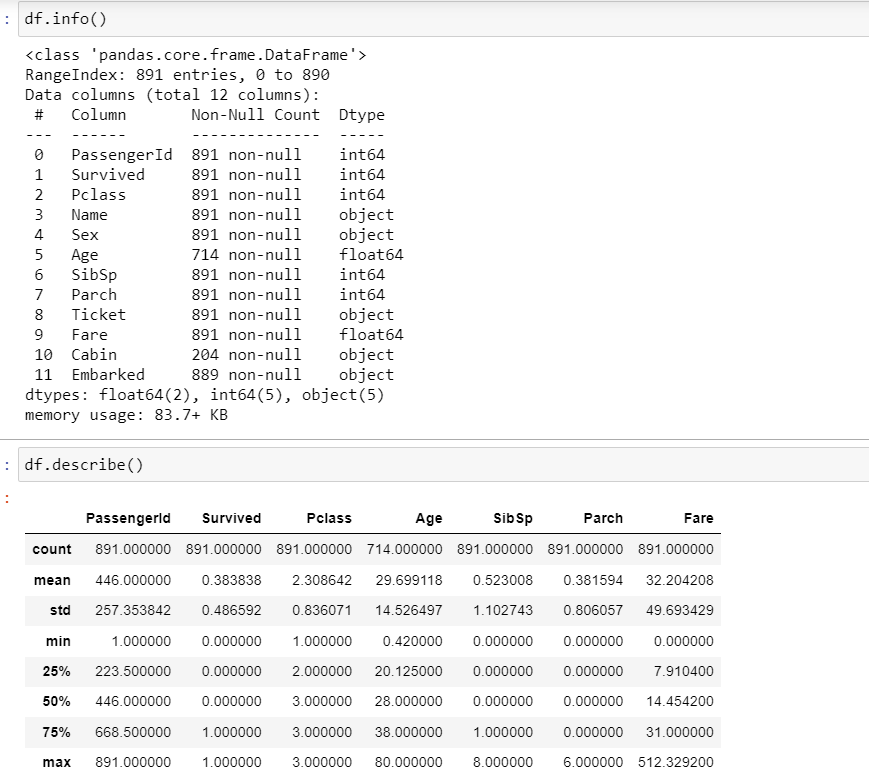 : df.info()
<class 'pandas.core.frame.DataFrame'>
RangeIndex: 891 entries, 0 to 890
Data columns (total 12 columns):
 #   Column       Non-Null Count  Dtype
---  ------       --------------  -----
 0   PassengerId  891 non-null    int64
 1   Survived     891 non-null    int64
 2   Pclass       891 non-null    int64
 3   Name         891 non-null    object
 4   Sex          891 non-null    object
 5   Age          714 non-null    float64
 6   SibSp        891 non-null    int64
 7   Parch        891 non-null    int64
 8   Ticket       891 non-null    object
 9   Fare         891 non-null    float64
 10  Cabin        204 non-null    object
 11  Embarked     889 non-null    object
dtypes: float64(2), int64(5), object(5)
memory usage: 83.7+ KB
: df.describe()
:
PassengerId Survived Pclass Age SibSp Parch Fare
count 891.000000 891.000000 891.000000 714.000000 891.000000 891.000000 891.000000
mean 446.000000 0.383838 2.308642 29.699118 0.523008 0.381594 32.204208
std 257.353842 0.486592 0.836071 14.526497 1.102743 0.806057 49.693429
min 1.000000 0.000000 1.000000 0.420000 0.000000 0.000000 0.000000
25% 223.500000 0.000000 2.000000 20.125000 0.000000 0.000000 7.910400
50% 446.000000 0.000000 3.000000 28.000000 0.000000 0.000000 14.454200
75% 668.500000 1.000000 3.000000 38.000000 1.000000 0.000000 31.000000
max 891.000000 1.000000 3.000000 80.000000 8.000000 6.000000 512.329200